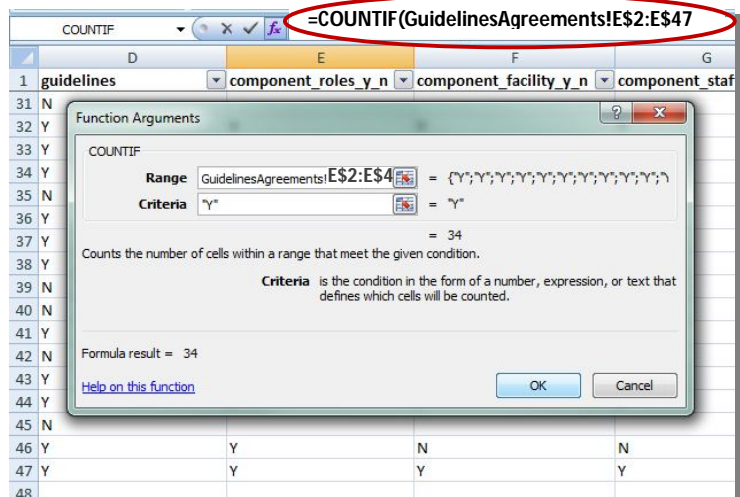 =COUNTIF(GuidelinesAgreements!E$2:E$47
COUNTIF fx
D E F G
1 guidelines component_roles_y_n component_facility_y_n component_staf
31 N
Function Arguments ?
32 Y
COUNTIF
33 Y
34 Y Range GuidelinesAgreements!E$2:E$4 = {"Y";"Y";"Y";"Y";"Y";"Y";"Y";"Y";"Y";"Y";"Y";"\
35 N Criteria "Y" = "Y"
36 Y
= 34
37 Y
Counts the number of cells within a range that meet the given condition.
38 Y
39 N Criteria is the condition in the form of a number, expression, or text that
defines which cells will be counted.
40 N
41 Y
42 N Formula result = 34
43 Y Help on this function OK Cancel
44 Y
45 N
46 Y Y N N
47 Y Y Y Y
48